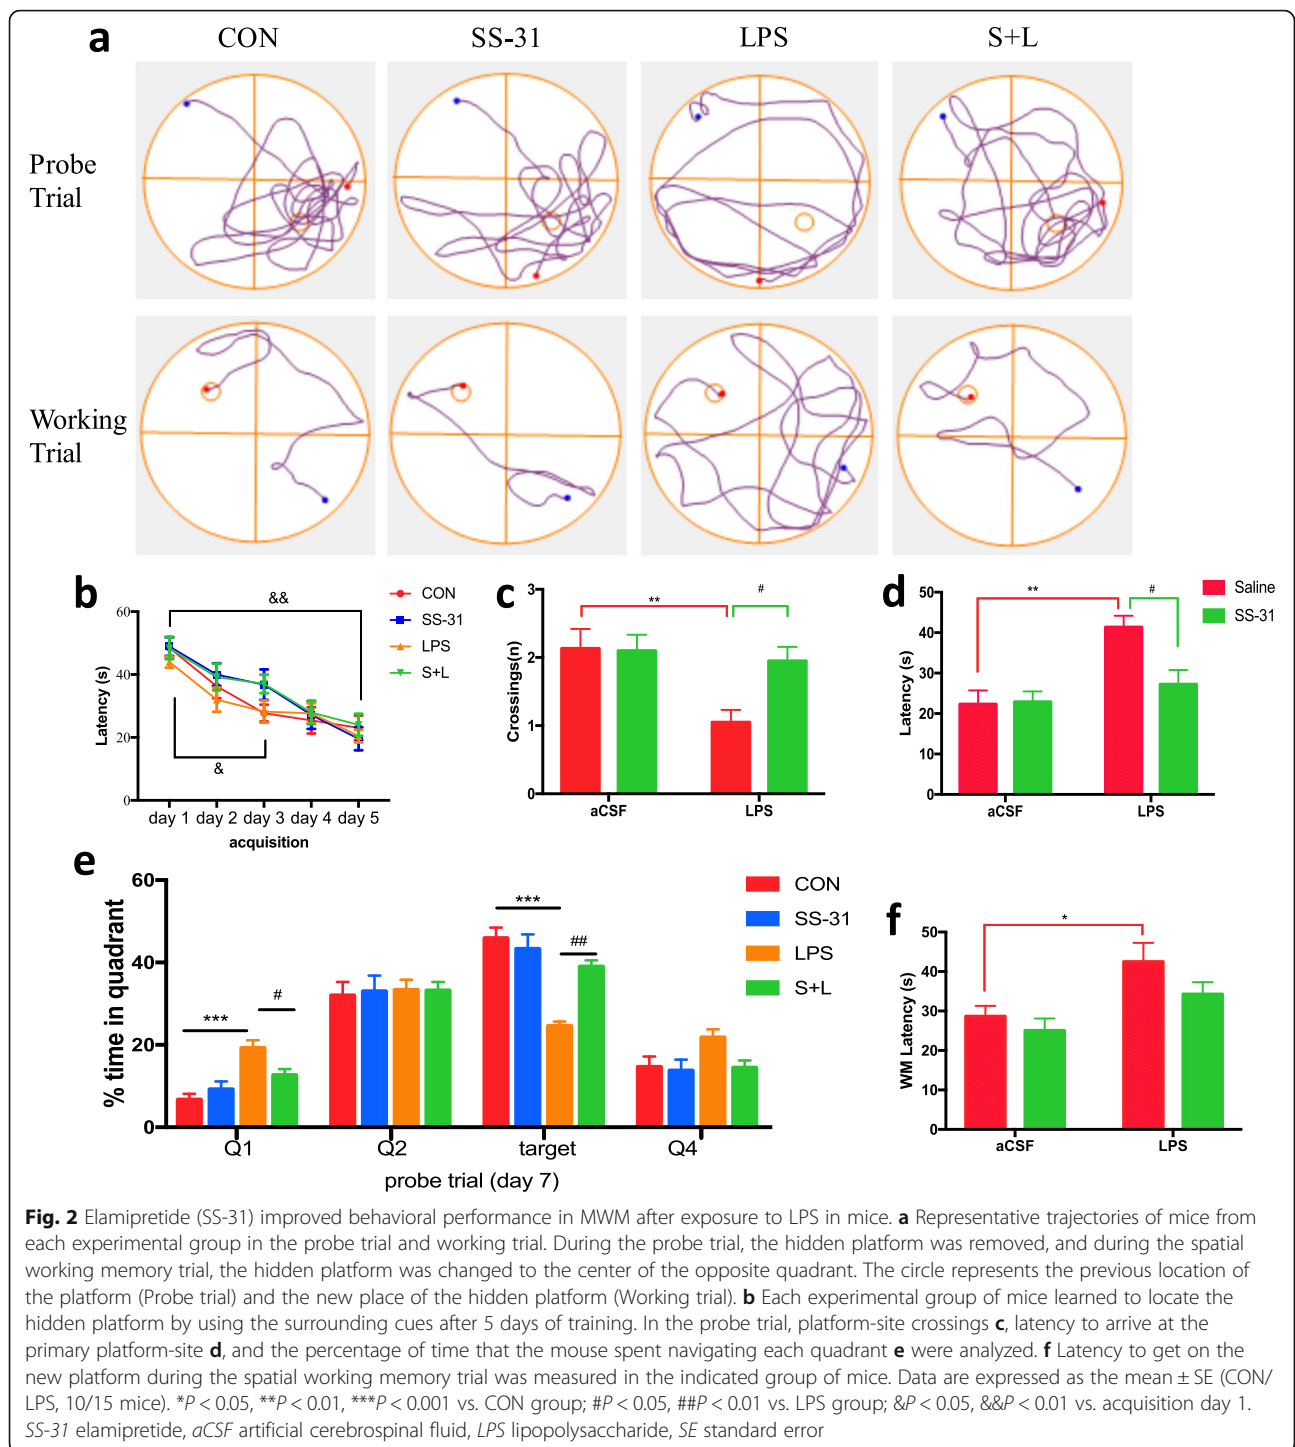 a
CON
SS-31
LPS
S+L
Probe
Trial
Working
Trial
b
60
40
20
0
Latency (s)
&&
&
day 1 day 2 day 3 day 4 day 5
acquisition
CON
SS-31
LPS
S+L
c
3
2
1
0
Crossings(n)
**
#
aCSF
LPS
d
50
40
30
20
10
0
Latency (s)
**
#
aCSF
LPS
Saline
SS-31
e
60
40
20
0
% time in quadrant
***
#
***
##
Q1
Q2
target
Q4
probe trial (day 7)
CON
SS-31
LPS
S+L
f
50
40
30
20
10
0
WM Latency (s)
*
aCSF
LPS
Fig. 2 Elamipretide (SS-31) improved behavioral performance in MWM after exposure to LPS in mice. a Representative trajectories of mice from
each experimental group in the probe trial and working trial. During the probe trial, the hidden platform was removed, and during the spatial
working memory trial, the hidden platform was changed to the center of the opposite quadrant. The circle represents the previous location of
the platform (Probe trial) and the new place of the hidden platform (Working trial). b Each experimental group of mice learned to locate the
hidden platform by using the surrounding cues after 5 days of training. In the probe trial, platform-site crossings c, latency to arrive at the
primary platform-site d, and the percentage of time that the mouse spent navigating each quadrant e were analyzed. f Latency to get on the
new platform during the spatial working memory trial was measured in the indicated group of mice. Data are expressed as the mean ± SE (CON/
LPS, 10/15 mice). *P < 0.05, **P < 0.01, ***P < 0.001 vs. CON group; #P < 0.05, ##P < 0.01 vs. LPS group; &P < 0.05, &&P < 0.01 vs. acquisition day 1.
SS-31 elamipretide, aCSF artificial cerebrospinal fluid, LPS lipopolysaccharide, SE standard error